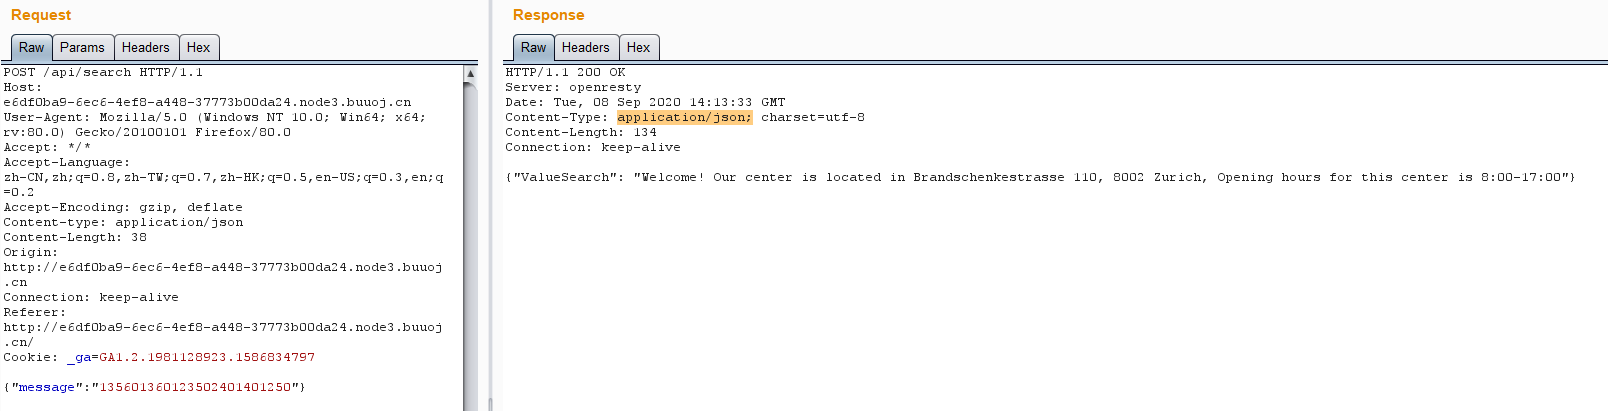 Request
Raw Params Headers Hex
POST /api/search HTTP/1.1
Host:
e6df0ba9-6ec6-4ef8-a448-37773b00da24.node3.buuoj.cn
User-Agent: Mozilla/5.0 (Windows NT 10.0; Win64; x64;
rv:80.0) Gecko/20100101 Firefox/80.0
Accept: */*
Accept-Language:
zh-CN,zh;q=0.8,zh-TW;q=0.7,zh-HK;q=0.5,en-US;q=0.3,en;q
=0.2
Accept-Encoding: gzip, deflate
Content-type: application/json
Content-Length: 38
Origin:
http://e6df0ba9-6ec6-4ef8-a448-37773b00da24.node3.buuoj
.cn
Connection: keep-alive
Referer:
http://e6df0ba9-6ec6-4ef8-a448-37773b00da24.node3.buuoj
.cn/
Cookie: _ga=GA1.2.1981128923.1586834797
{"message":"135601360123502401401250"}
Response
Raw Headers Hex
HTTP/1.1 200 OK
Server: openresty
Date: Tue, 08 Sep 2020 14:13:33 GMT
Content-Type: application/json; charset=utf-8
Content-Length: 134
Connection: keep-alive
{"ValueSearch": "Welcome! Our center is located in Brandschenkestrasse 110, 8002 Zurich, Opening hours for this center is 8:00-17:00"}